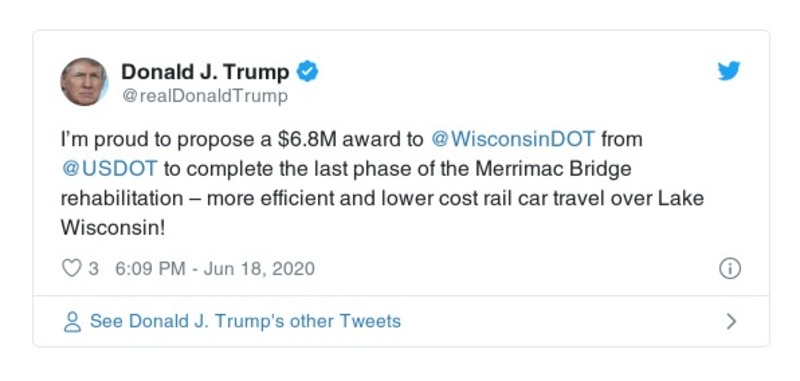 Donald J. Trump
@realDonaldTrump
I'm proud to propose a $6.8M award to @WisconsinDOT from
@USDOT to complete the last phase of the Merrimac Bridge
rehabilitation – more efficient and lower cost rail car travel over Lake
Wisconsin!
3 6:09 PM - Jun 18, 2020
See Donald J. Trump's other Tweets